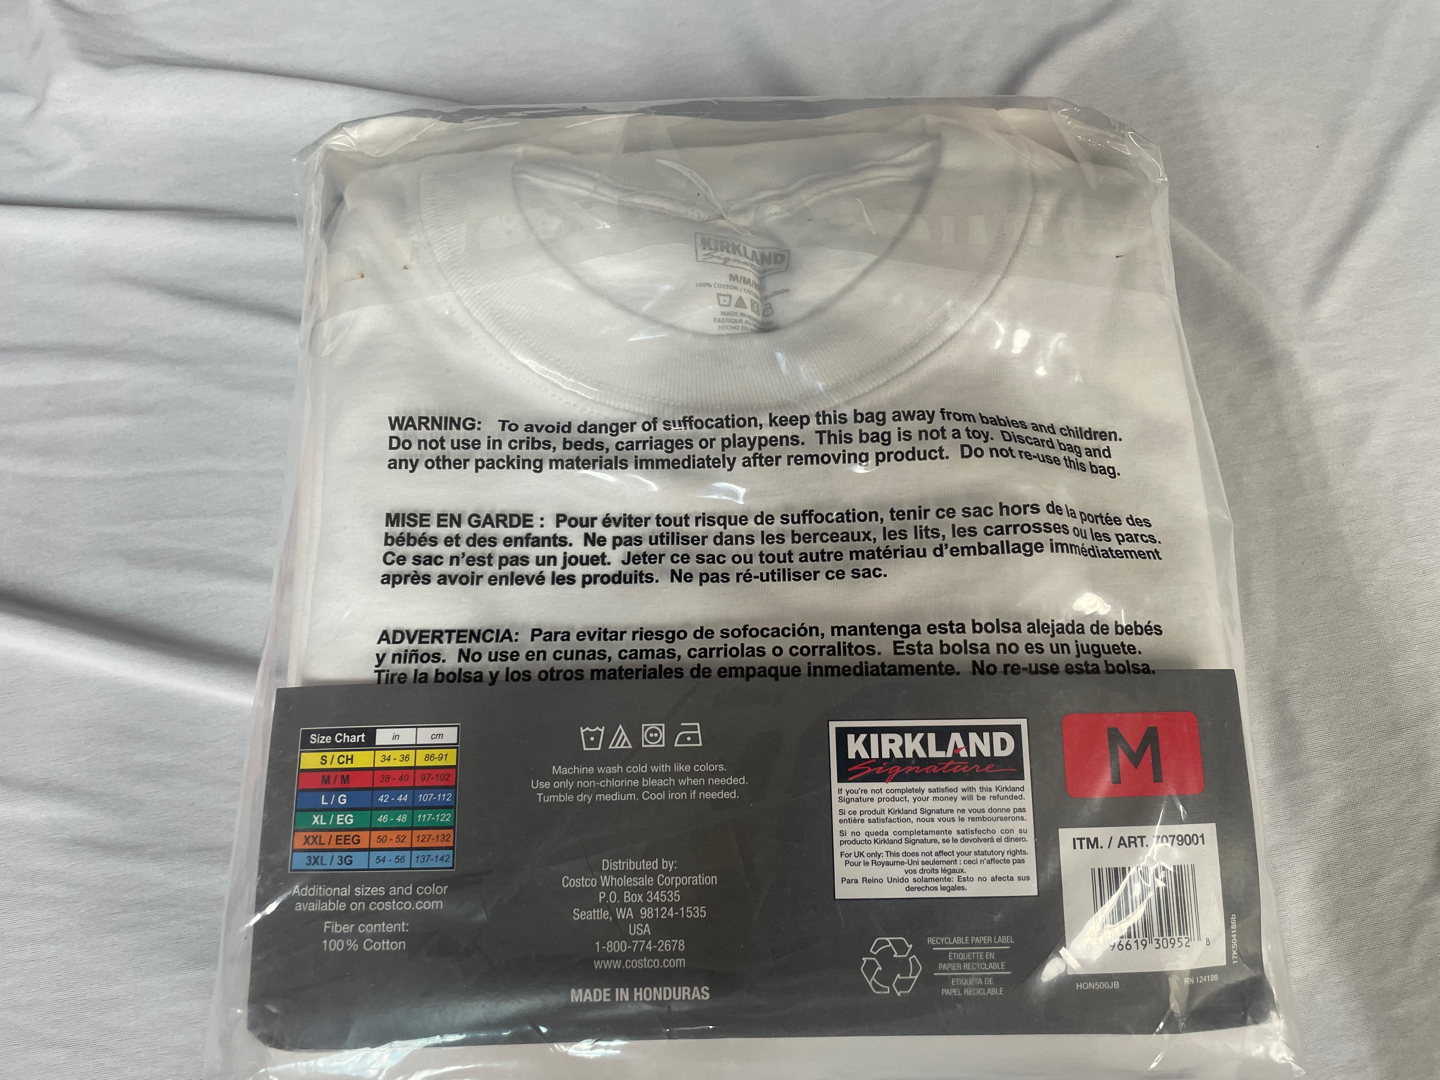 KIRKLAND
Signature
M/M/
100% COTTON /
MADE IN
HECHO EN
WARNING: To avoid danger of suffocation, keep this bag away from babies and children.
Do not use in cribs, beds, carriages or playpens. This bag is not a toy. Discard bag and
any other packing materials immediately after removing product. Do not re-use this bag.
MISE EN GARDE : Pour éviter tout risque de suffocation, tenir ce sac hors de la portée des
bébés et des enfants. Ne pas utiliser dans les berceaux, les lits, les carrosses ou les parcs.
Ce sac n'est pas un jouet. Jeter ce sac ou tout autre matériau d'emballage immédiatement
après avoir enlevé les produits. Ne pas ré-utiliser ce sac.
ADVERTENCIA: Para evitar riesgo de sofocación, mantenga esta bolsa alejada de bebés
y niños. No use en cunas, camas, carriolas o corralitos. Esta bolsa no es un juguete.
Tire la bolsa y los otros materiales de empaque inmediatamente. No re-use esta bolsa.
Size Chart in cm
S / CH 34 - 36 86-91
M / M 38 - 40 97-102
L / G 42 - 44 107-112
XL / EG 46 - 48 117-122
XXL / EEG 50 - 52 127-132
3XL / 3G 54 - 56 137-142
Additional sizes and color
available on costco.com
Fiber content:
100% Cotton
Machine wash cold with like colors.
Use only non-chlorine bleach when needed.
Tumble dry medium. Cool iron if needed.
Distributed by:
Costco Wholesale Corporation
P.O. Box 34535
Seattle, WA 98124-1535
USA
1-800-774-2678
www.costco.com
MADE IN HONDURAS
KIRKLAND
Signature
If you're not completely satisfied with this Kirkland
Signature product, your money will be refunded.
Si ce produit Kirkland Signature ne vous donne pas
entière satisfaction, nous vous le rembourserons.
Si no queda completamente satisfecho con su
producto Kirkland Signature, se le devolverá el dinero.
For UK only: This does not affect your statutory rights.
Pour le Royaume-Uni seulement : ceci n'affecte pas
vos droits légaux.
Para Reino Unido solamente: Esto no afecta sus
derechos legales.
RECYCLABLE PAPER LABEL
ÉTIQUETTE EN
PAPIER RECYCLABLE
ETIQUETA DE
PAPEL RECICLABLE
M
ITM. / ART. 7079001
96619 30952 8
17KS04186b
HON500JB
RN 124188